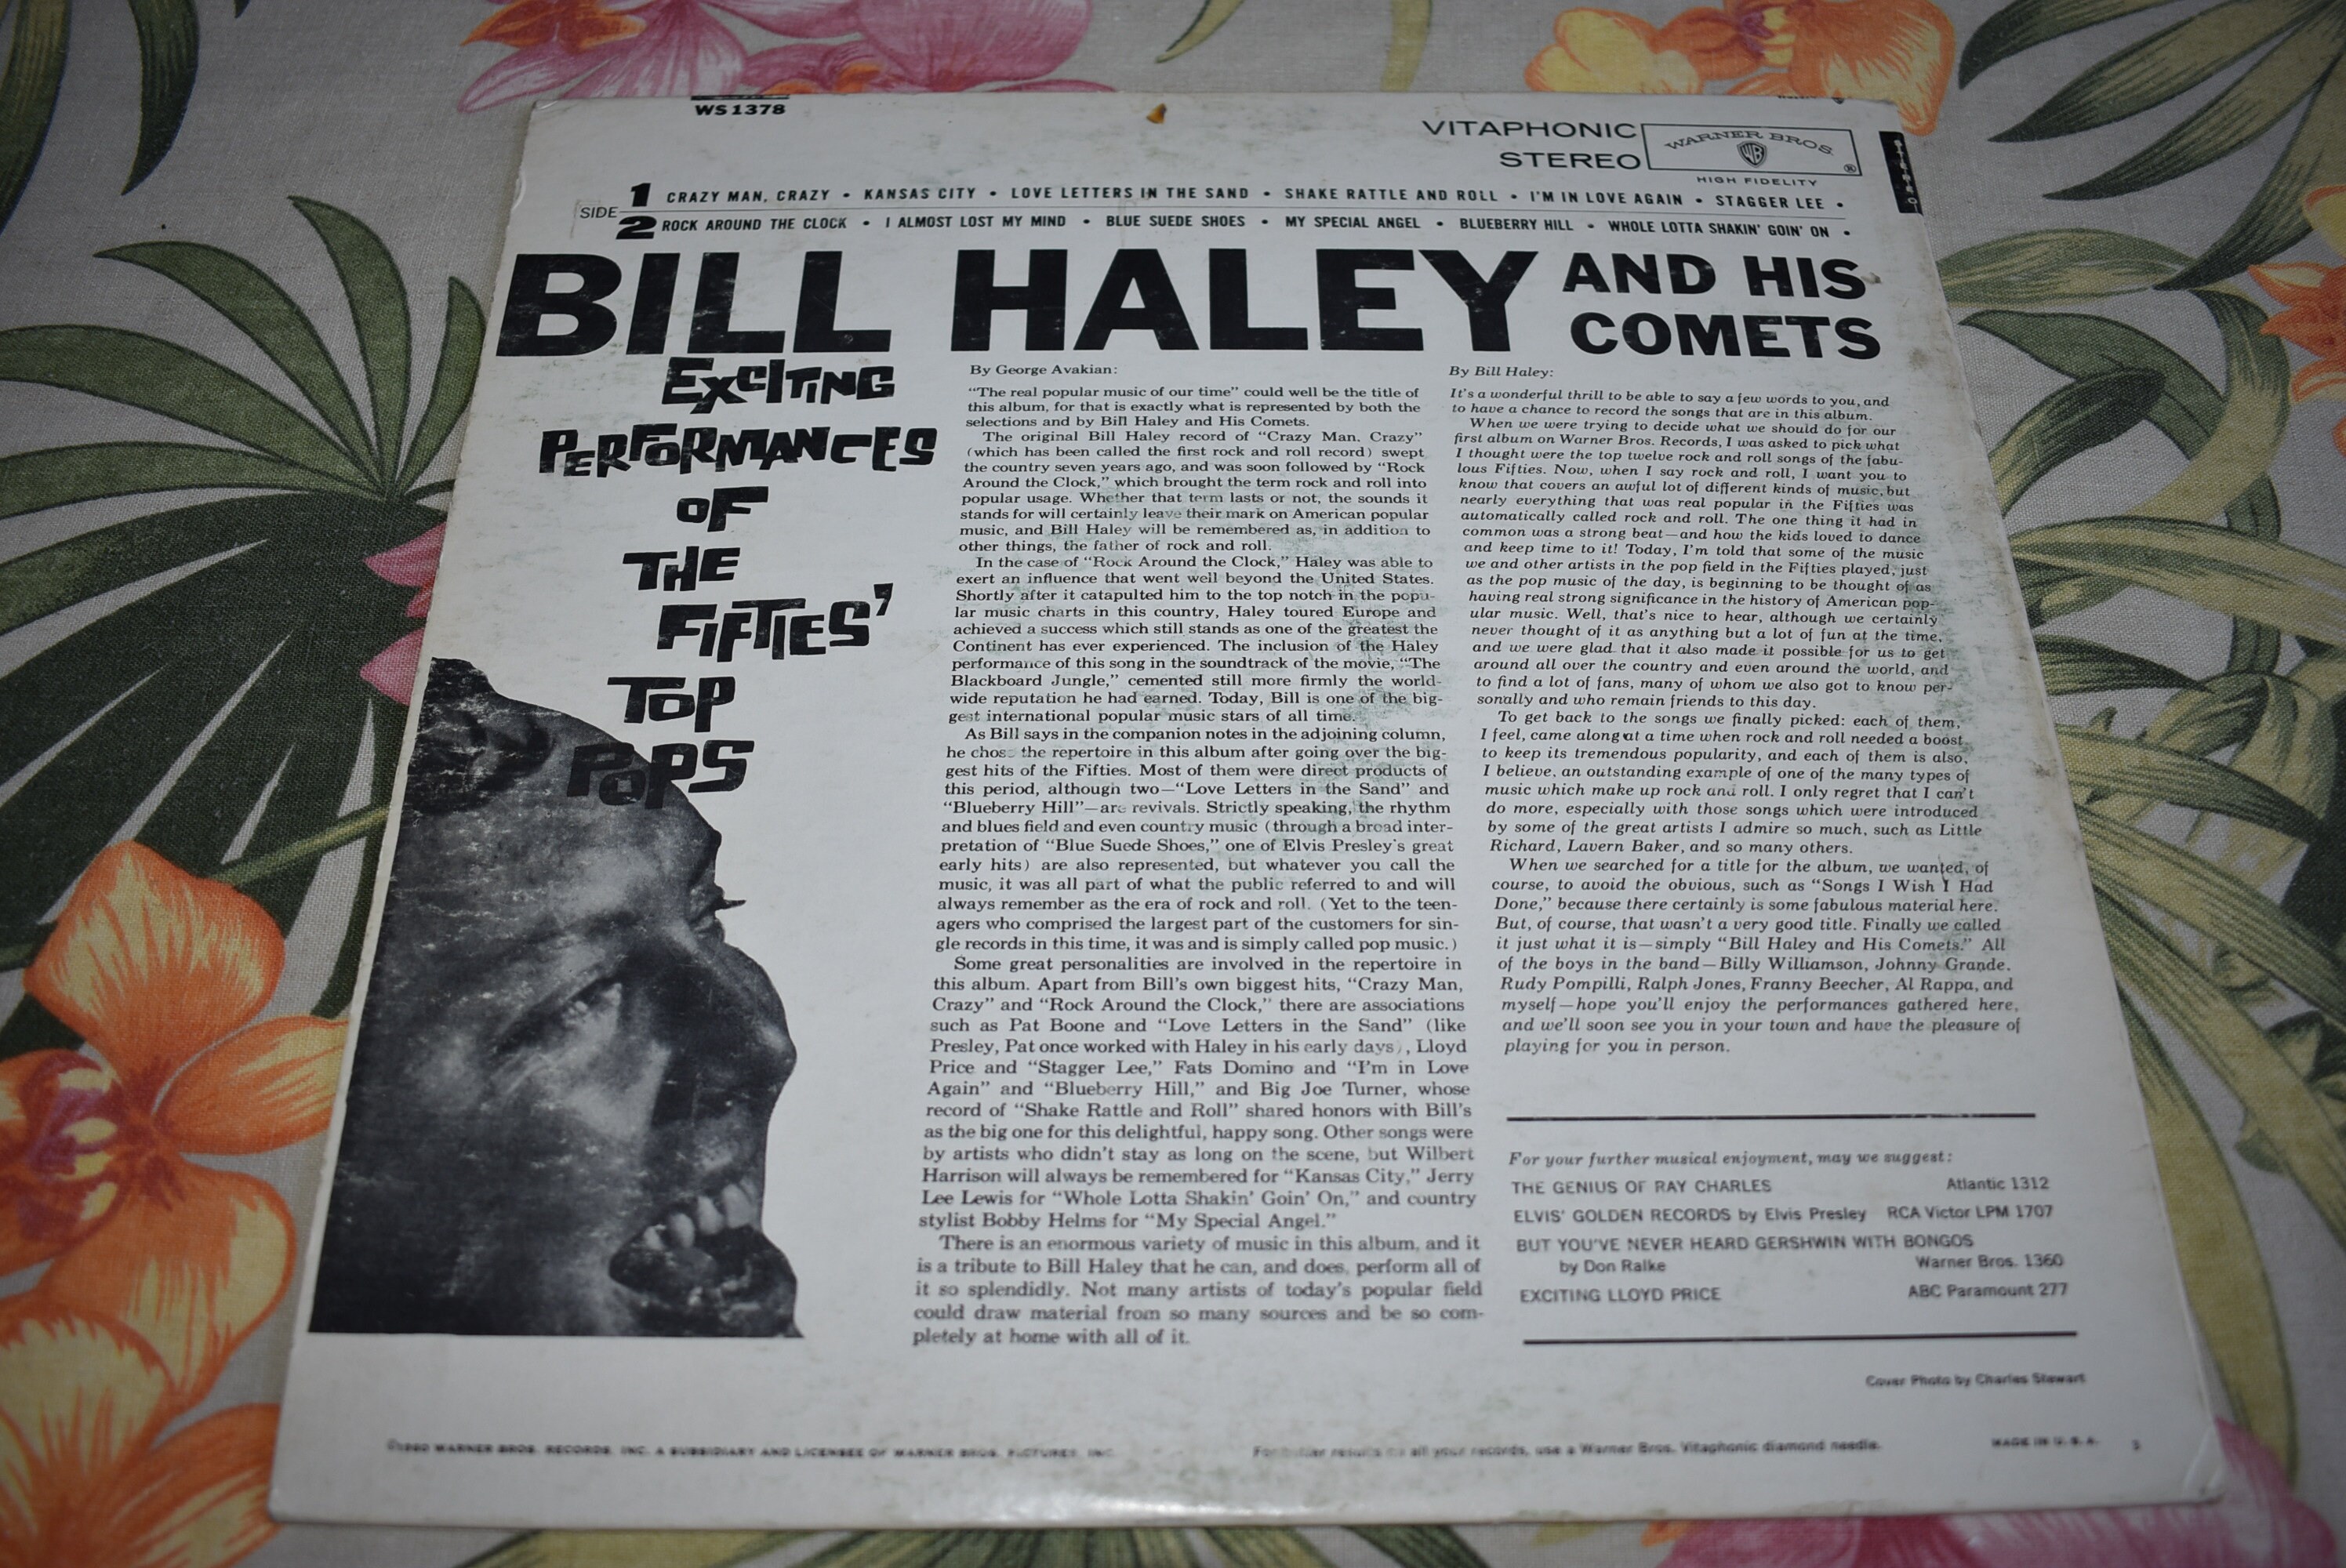 WS1378
VITAPHONIC
STEREO
WARNER BROS
WB
®
HIGH FIDELITY
SIDE
1 CRAZY MAN, CRAZY • KANSAS CITY • LOVE LETTERS IN THE SAND • SHAKE RATTLE AND ROLL • I'M IN LOVE AGAIN • STAGGER LEE •
2 ROCK AROUND THE CLOCK • I ALMOST LOST MY MIND • BLUE SUEDE SHOES • MY SPECIAL ANGEL • BLUEBERRY HILL • WHOLE LOTTA SHAKIN' GOIN' ON •
BILL HALEY AND HIS
COMETS
EXCITING
PERFORMANCES
OF
THE
FIFTIES'
TOP
POPS
By George Avakian:
"The real popular music of our time" could well be the title of
this album, for that is exactly what is represented by both the
selections and by Bill Haley and His Comets.
The original Bill Haley record of "Crazy Man, Crazy"
(which has been called the first rock and roll record) swept
the country seven years ago, and was soon followed by "Rock
Around the Clock," which brought the term rock and roll into
popular usage. Whether that term lasts or not, the sounds it
stands for will certainly leave their mark on American popular
music, and Bill Haley will be remembered as, in addition to
other things, the father of rock and roll.
In the case of "Rock Around the Clock," Haley was able to
exert an influence that went well beyond the United States.
Shortly after it catapulted him to the top notch in the popu-
lar music charts in this country, Haley toured Europe and
achieved a success which still stands as one of the greatest the
Continent has ever experienced. The inclusion of the Haley
performance of this song in the soundtrack of the movie, "The
Blackboard Jungle," cemented still more firmly the world-
wide reputation he had earned. Today, Bill is one of the big-
gest international popular music stars of all time.
As Bill says in the companion notes in the adjoining column,
he chose the repertoire in this album after going over the big-
gest hits of the Fifties. Most of them were direct products of
this period, although two—"Love Letters in the Sand" and
"Blueberry Hill"—are revivals. Strictly speaking, the rhythm
and blues field and even country music (through a broad inter-
pretation of "Blue Suede Shoes," one of Elvis Presley's great
early hits) are also represented, but whatever you call the
music, it was all part of what the public referred to and will
always remember as the era of rock and roll. (Yet to the teen-
agers who comprised the largest part of the customers for sin-
gle records in this time, it was and is simply called pop music.)
Some great personalities are involved in the repertoire in
this album. Apart from Bill's own biggest hits, "Crazy Man,
Crazy" and "Rock Around the Clock," there are associations
such as Pat Boone and "Love Letters in the Sand" (like
Presley, Pat once worked with Haley in his early days), Lloyd
Price and "Stagger Lee," Fats Domino and "I'm in Love
Again" and "Blueberry Hill," and Big Joe Turner, whose
record of "Shake Rattle and Roll" shared honors with Bill's
as the big one for this delightful, happy song. Other songs were
by artists who didn't stay as long on the scene, but Wilbert
Harrison will always be remembered for "Kansas City," Jerry
Lee Lewis for "Whole Lotta Shakin' Goin' On," and country
stylist Bobby Helms for "My Special Angel."
There is an enormous variety of music in this album, and it
is a tribute to Bill Haley that he can, and does, perform all of
it so splendidly. Not many artists of today's popular field
could draw material from so many sources and be so com-
pletely at home with all of it.
By Bill Haley:
It's a wonderful thrill to be able to say a few words to you, and
to have a chance to record the songs that are in this album.
When we were trying to decide what we should do for our
first album on Warner Bros. Records, I was asked to pick what
I thought were the top twelve rock and roll songs of the fabu-
lous Fifties. Now, when I say rock and roll, I want you to
know that covers an awful lot of different kinds of music, but
nearly everything that was real popular in the Fifties was
automatically called rock and roll. The one thing it had in
common was a strong beat—and how the kids loved to dance
and keep time to it! Today, I'm told that some of the music
we and other artists in the pop field in the Fifties played, just
as the pop music of the day, is beginning to be thought of as
having real strong significance in the history of American pop-
ular music. Well, that's nice to hear, although we certainly
never thought of it as anything but a lot of fun at the time,
and we were glad that it also made it possible for us to get
around all over the country and even around the world, and
to find a lot of fans, many of whom we also got to know per-
sonally and who remain friends to this day.
To get back to the songs we finally picked: each of them,
I feel, came along at a time when rock and roll needed a boost
to keep its tremendous popularity, and each of them is also,
I believe, an outstanding example of one of the many types of
music which make up rock and roll. I only regret that I can't
do more, especially with those songs which were introduced
by some of the great artists I admire so much, such as Little
Richard, Lavern Baker, and so many others.
When we searched for a title for the album, we wanted, of
course, to avoid the obvious, such as "Songs I Wish I Had
Done," because there certainly is some fabulous material here.
But, of course, that wasn't a very good title. Finally we called
it just what it is—simply "Bill Haley and His Comets." All
of the boys in the band—Billy Williamson, Johnny Grande,
Rudy Pompilli, Ralph Jones, Franny Beecher, Al Rappa, and
myself—hope you'll enjoy the performances gathered here,
and we'll soon see you in your town and have the pleasure of
playing for you in person.
For your further musical enjoyment, may we suggest:
THE GENIUS OF RAY CHARLES Atlantic 1312
ELVIS' GOLDEN RECORDS by Elvis Presley RCA Victor LPM 1707
BUT YOU'VE NEVER HEARD GERSHWIN WITH BONGOS
by Don Ralke Warner Bros. 1360
EXCITING LLOYD PRICE ABC Paramount 277
Cover Photo by Charles Stewart
©1960 WARNER BROS. RECORDS, INC. A SUBSIDIARY AND LICENSEE OF WARNER BROS. PICTURES, INC. For better results on all your records, use a Warner Bros. Vitaphonic diamond needle. MADE IN U.S.A.